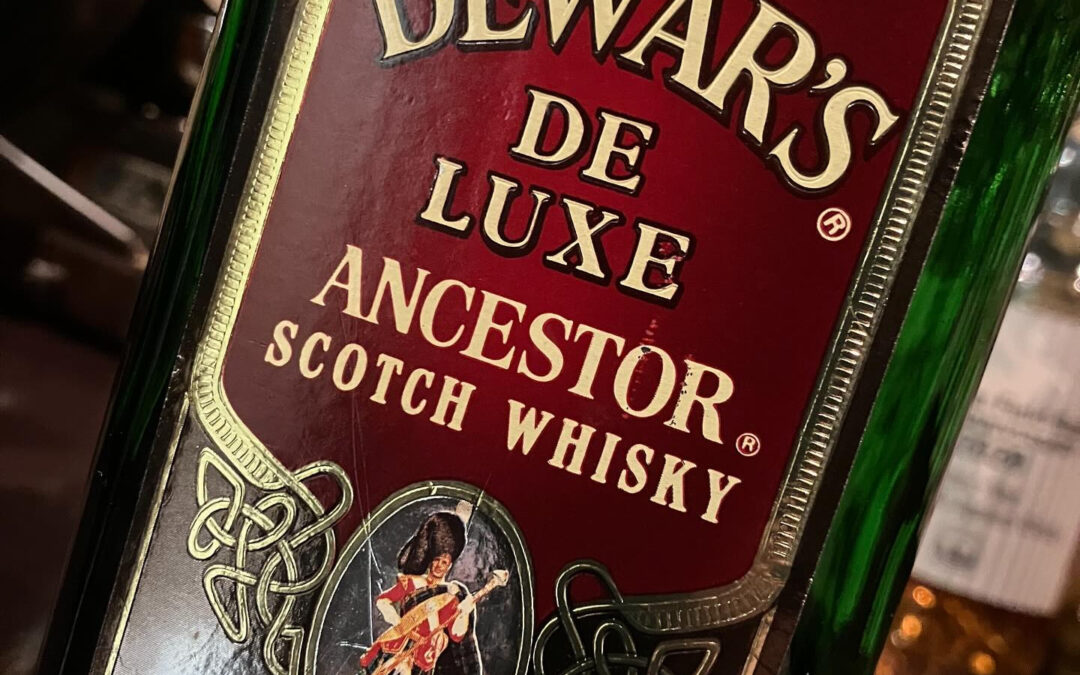 DEWAR'S®
DE
LUXE
ANCESTOR®
SCOTCH WHISKY